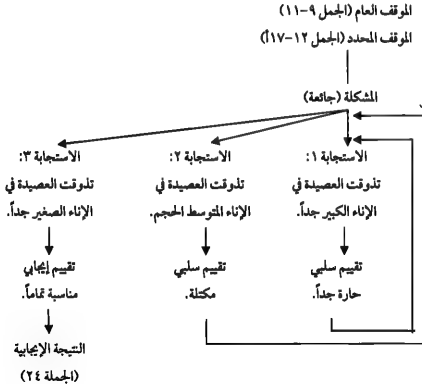 الموقف العام (الجمل ٩-١١)
الموقف المحدد (الجمل ١٢-١٧أ)
المشكلة (جائعة)
الاستجابة ١:
تذوقت العصيدة في
الإناء الكبير جداً.
تقييم سلبي
حارة جداً.
الاستجابة ٢:
تذوقت العصيدة في
الإناء المتوسط الحجم.
تقييم سلبي
مكتلة.
الاستجابة ٣:
تذوقت العصيدة في
الإناء الصغير جداً.
تقييم إيجابي
مناسبة تماماً.
النتيجة الإيجابية
(الجملة ٢٤)